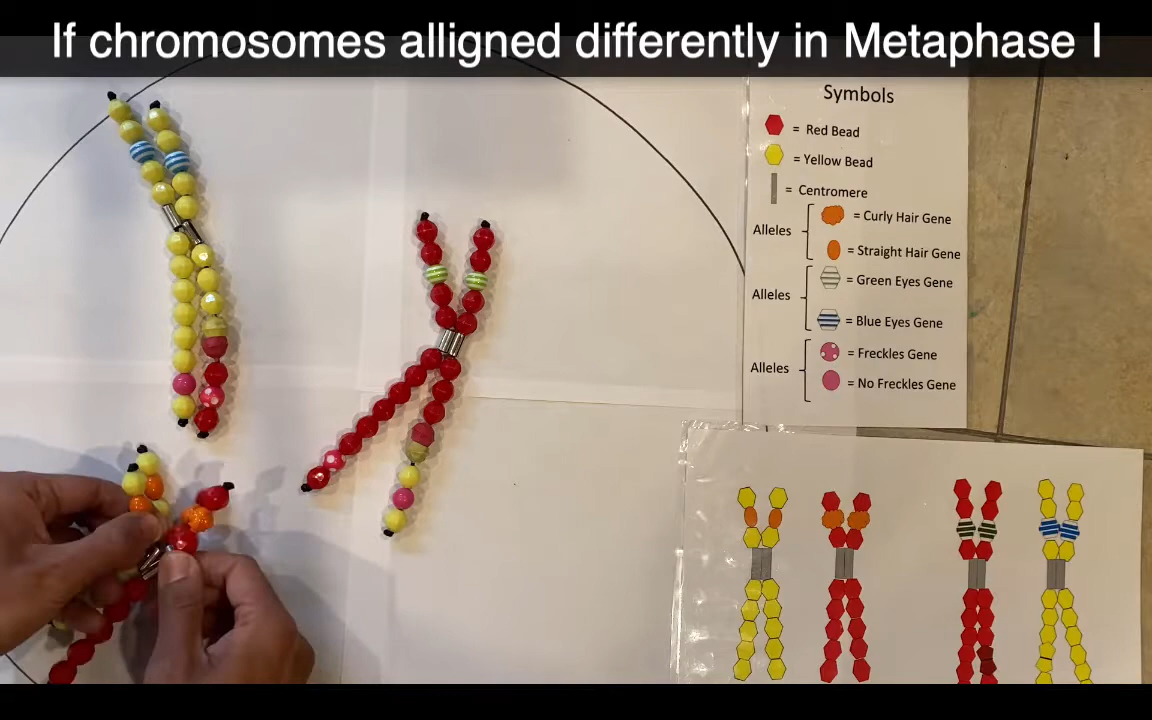 If chromosomes alligned differently in Metaphase I
Symbols
= Red Bead
= Yellow Bead
= Centromere
Alleles
= Curly Hair Gene
= Straight Hair Gene
Alleles
= Green Eyes Gene
= Blue Eyes Gene
Alleles
= Freckles Gene
= No Freckles Gene